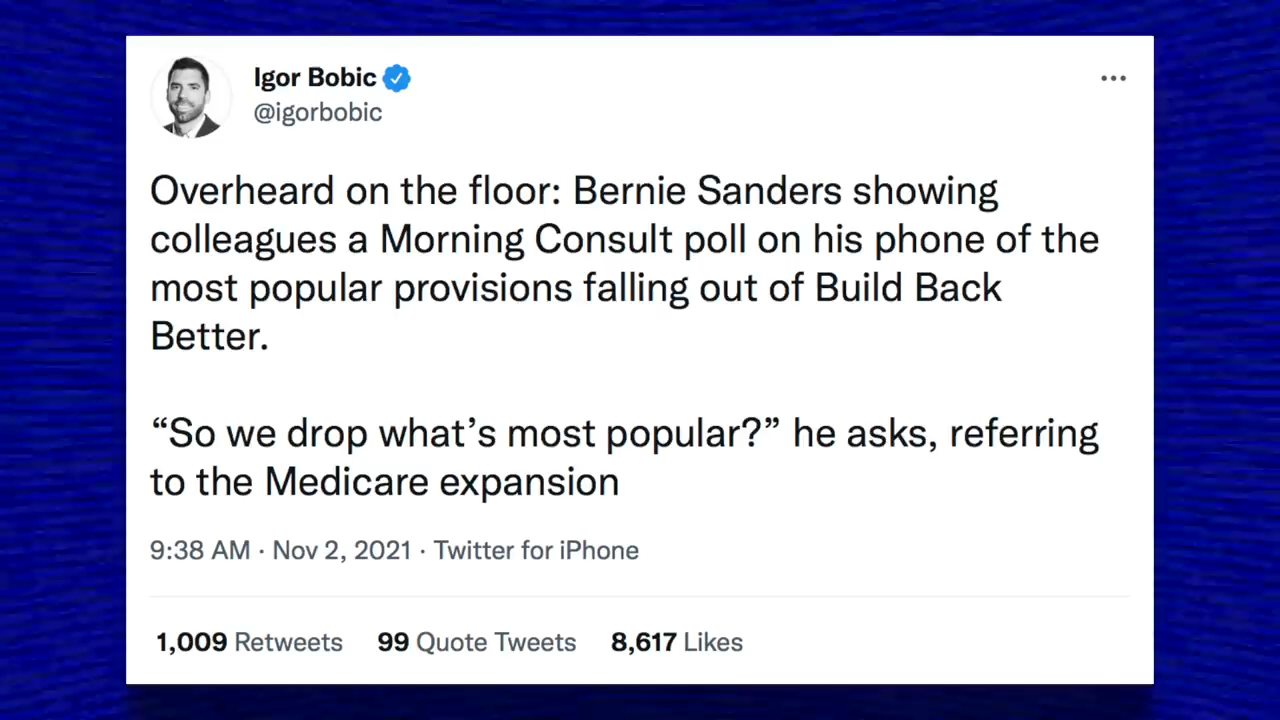 Igor Bobic
@igorbobic
Overheard on the floor: Bernie Sanders showing
colleagues a Morning Consult poll on his phone of the
most popular provisions falling out of Build Back
Better.
“So we drop what’s most popular?” he asks, referring
to the Medicare expansion
9:38 AM · Nov 2, 2021 · Twitter for iPhone
1,009 Retweets 99 Quote Tweets 8,617 Likes